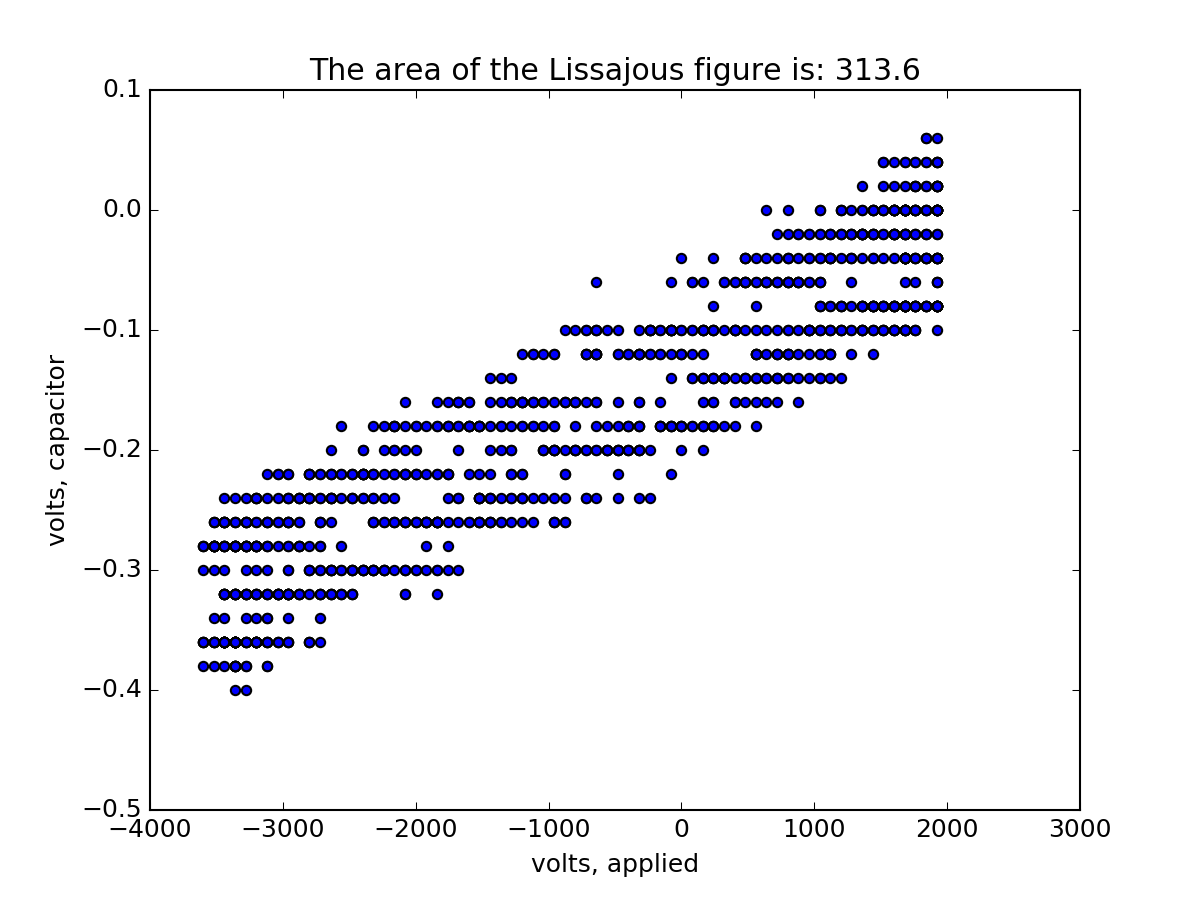 The area of the Lissajous figure is: 313.6
0.1
0.0
−0.1
−0.2
−0.3
−0.4
−0.5
volts, capacitor
−4000 −3000 −2000 −1000 0 1000 2000 3000
volts, applied